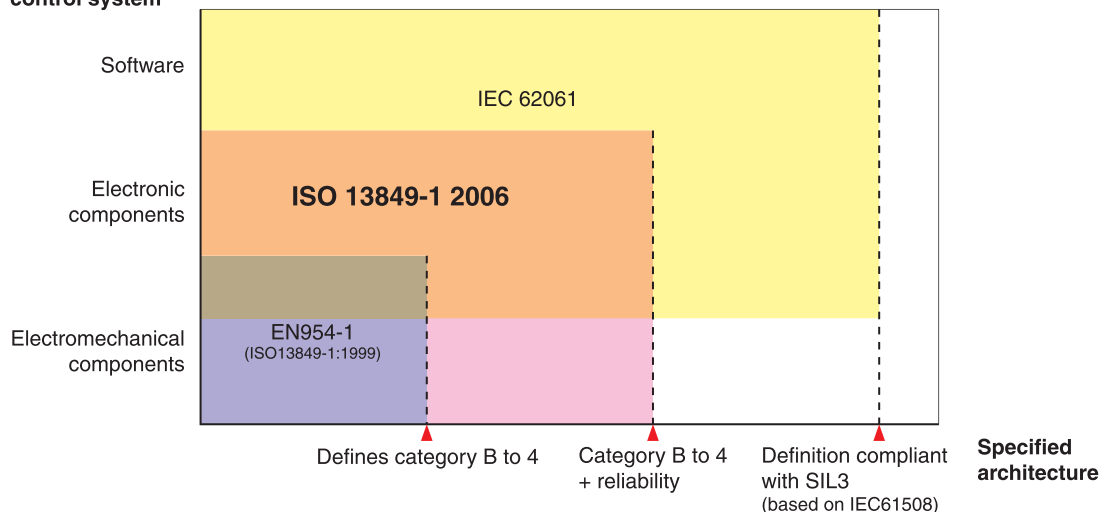 control system
Software
IEC 62061
Electronic
components
ISO 13849-1 2006
Electromechanical
components
EN954-1
(ISO13849-1:1999)
Defines category B to 4
Category B to 4
+ reliability
Definition compliant
with SIL3
(based on IEC61508)
Specified
architecture